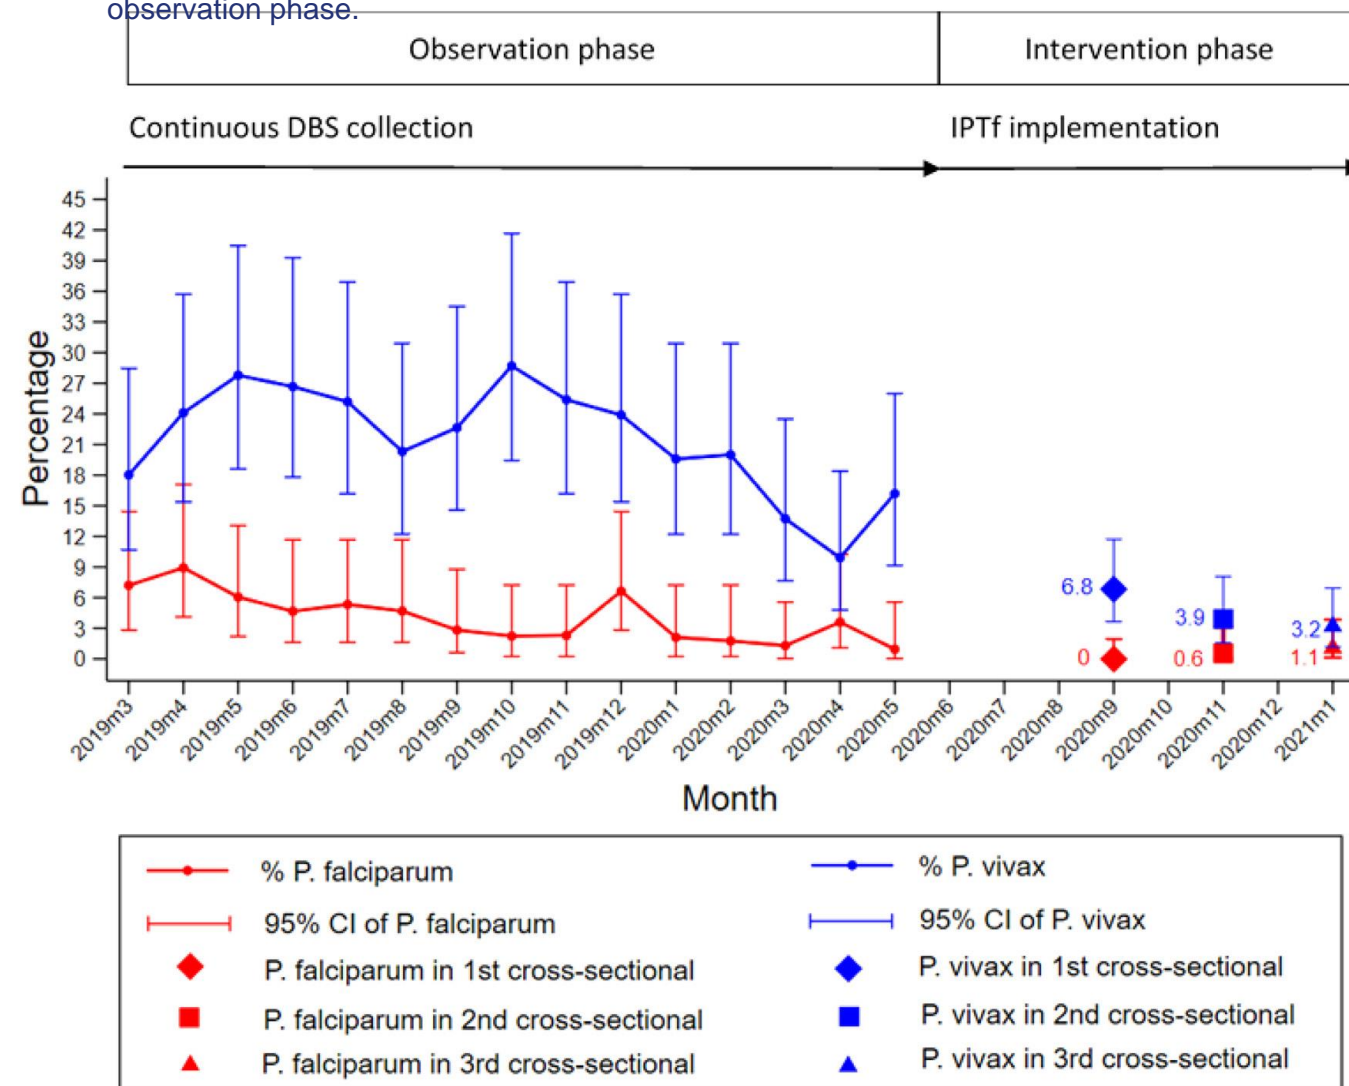 observation phase.
Observation phase
Intervention phase
Continuous DBS collection
IPTf implementation
Percentage
45
42
39
36
33
30
27
24
21
18
15
12
9
6
3
0
6.8
0
3.9
0.6
3.2
1.1
2019m3
2019m4
2019m5
2019m6
2019m7
2019m8
2019m9
2019m10
2019m11
2019m12
2020m1
2020m2
2020m3
2020m4
2020m5
2020m6
2020m7
2020m8
2020m9
2020m10
2020m11
2020m12
2021m1
Month
% P. falciparum
% P. vivax
95% CI of P. falciparum
95% CI of P. vivax
P. falciparum in 1st cross-sectional
P. vivax in 1st cross-sectional
P. falciparum in 2nd cross-sectional
P. vivax in 2nd cross-sectional
P. falciparum in 3rd cross-sectional
P. vivax in 3rd cross-sectional